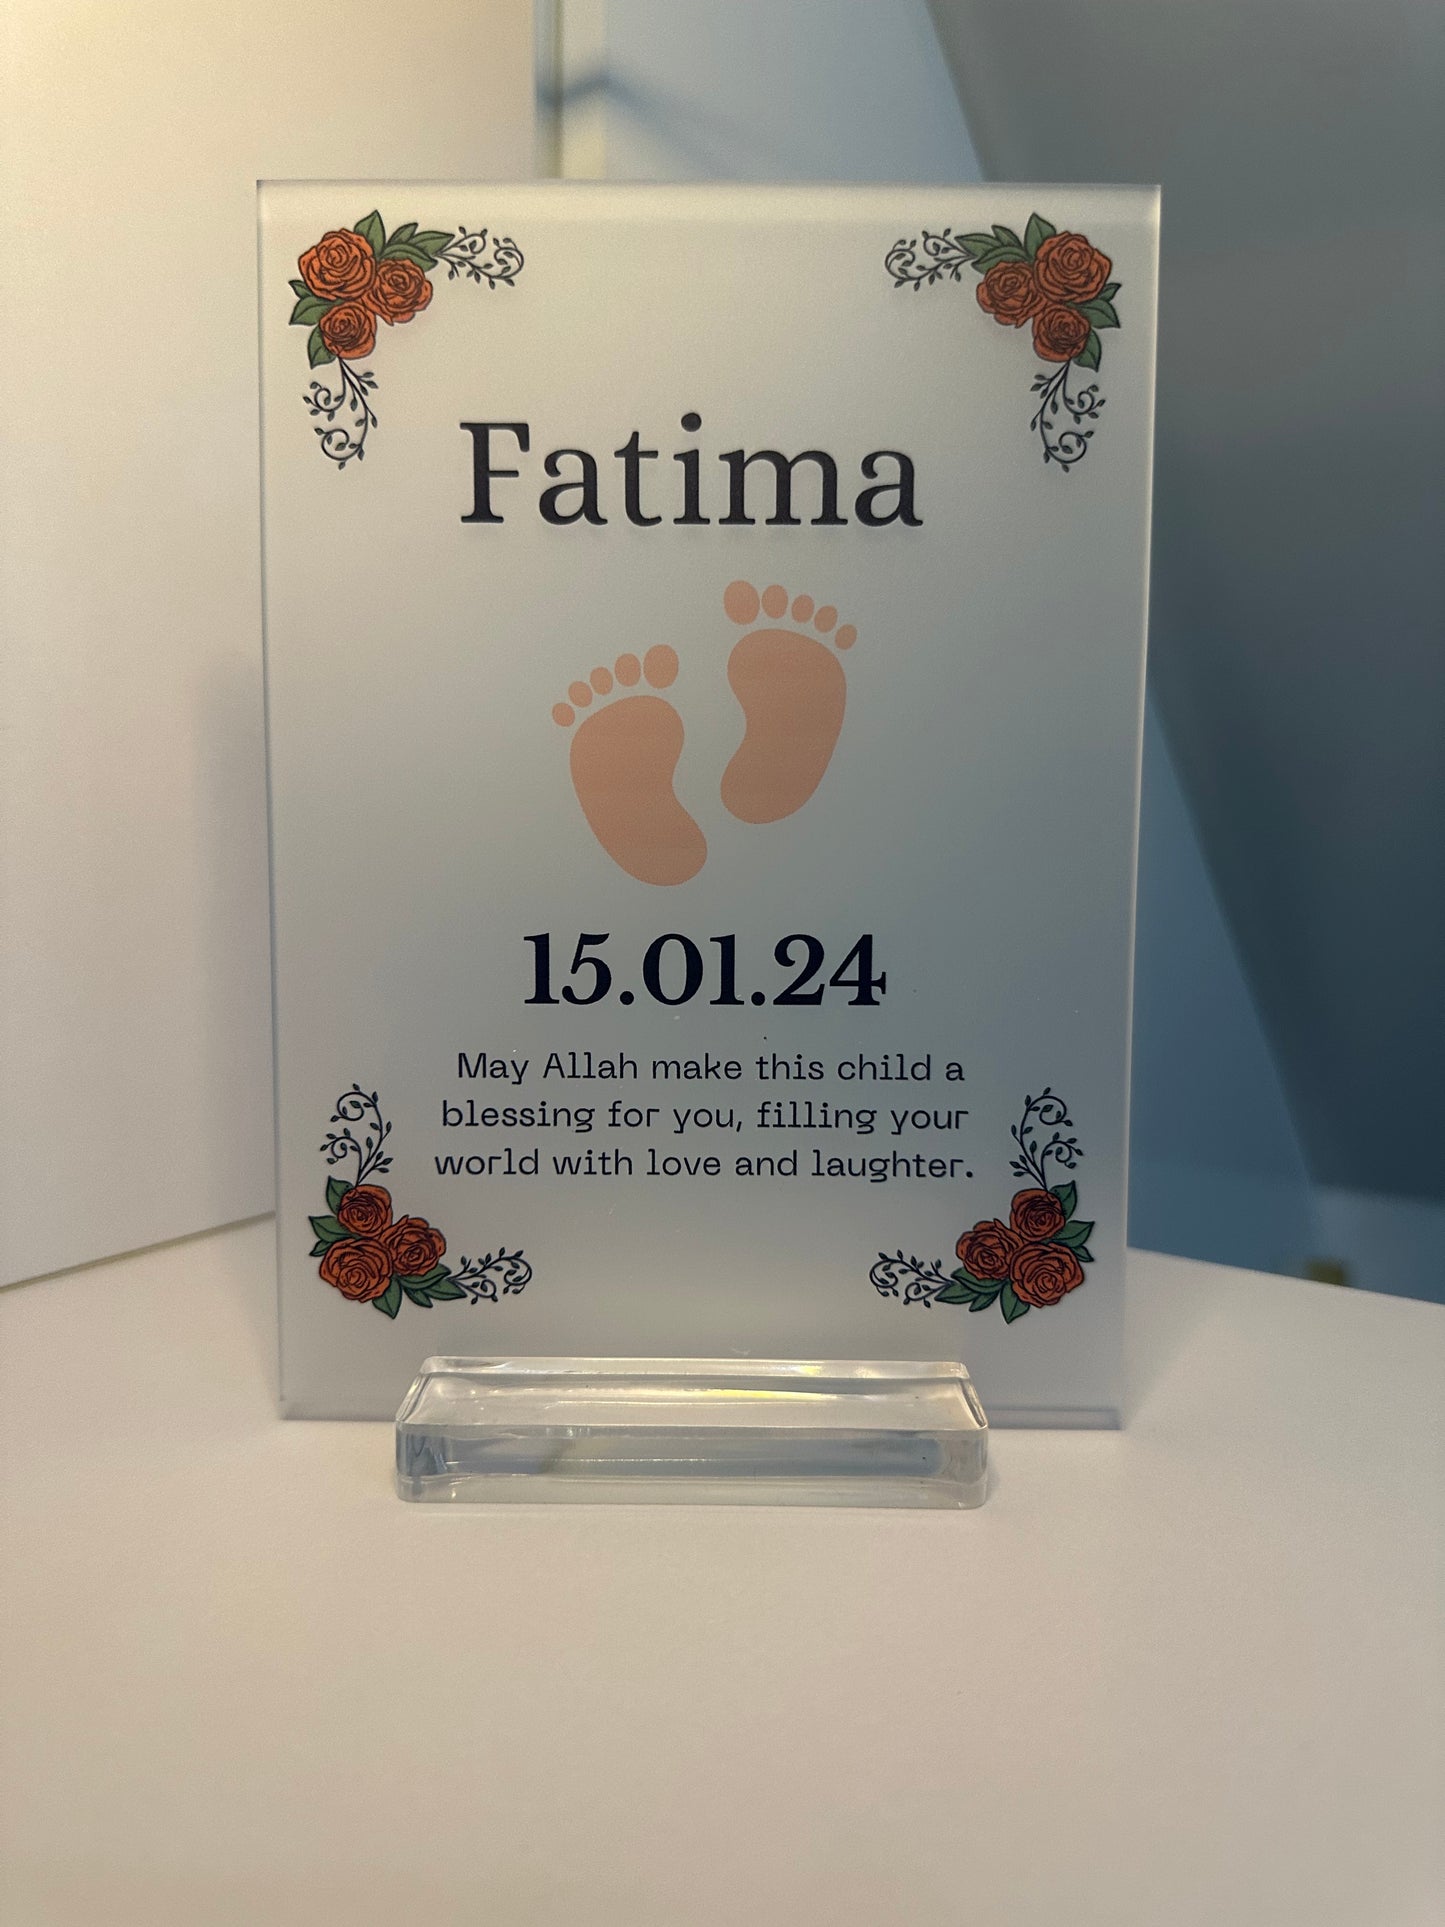 Fatima
15.01.24
May Allah make this child a
blessing for you, filling your
world with love and laughter.